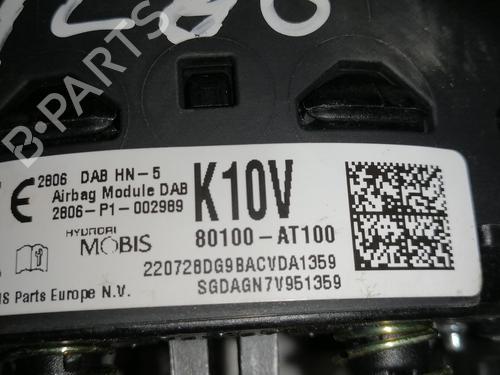 B-PARTS
2806 DAB HN-5
Airbag Module DAB
2806-P1-002989
K10V
HYUNDAI
MOBIS
80100-AT100
220728DG9BACVDA1359
IS Parts Europe N.V.
SGDAGN7V951359